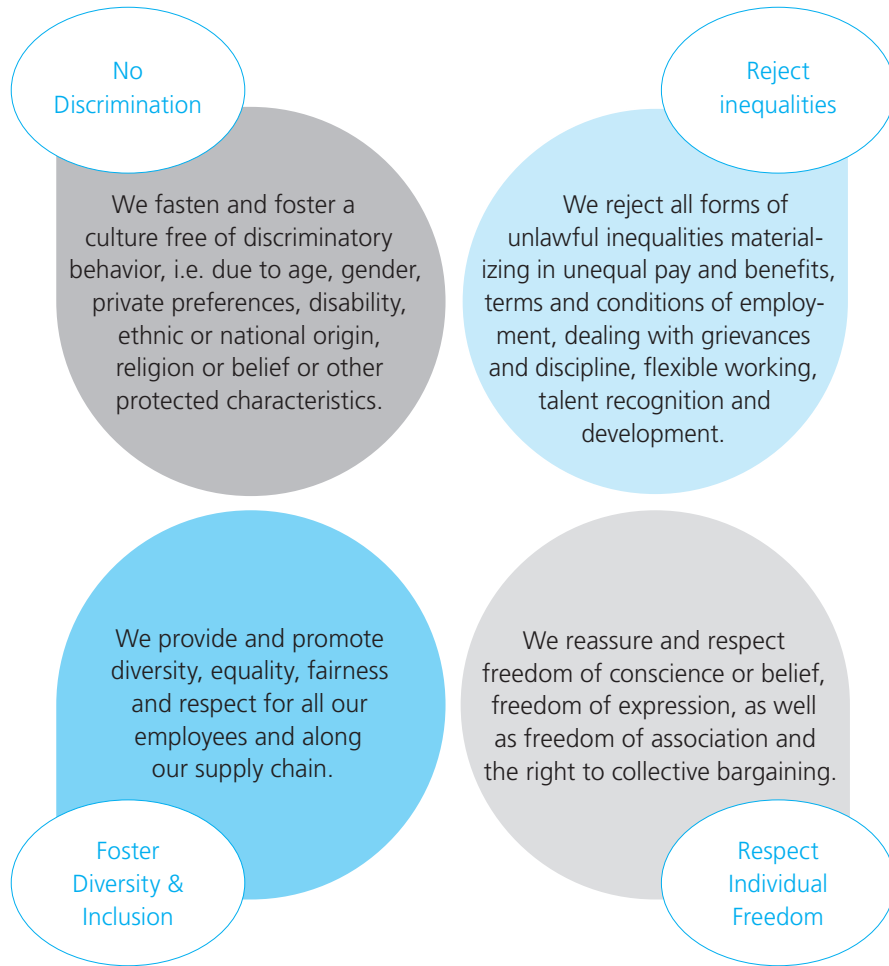 No
Discrimination
We fasten and foster a
culture free of discriminatory
behavior, i.e. due to age, gender,
private preferences, disability,
ethnic or national origin,
religion or belief or other
protected characteristics.
Reject
inequalities
We reject all forms of
unlawful inequalities material-
izing in unequal pay and benefits,
terms and conditions of employ-
ment, dealing with grievances
and discipline, flexible working,
talent recognition and
development.
We provide and promote
diversity, equality, fairness
and respect for all our
employees and along
our supply chain.
Foster
Diversity &
Inclusion
We reassure and respect
freedom of conscience or belief,
freedom of expression, as well
as freedom of association and
the right to collective bargaining.
Respect
Individual
Freedom